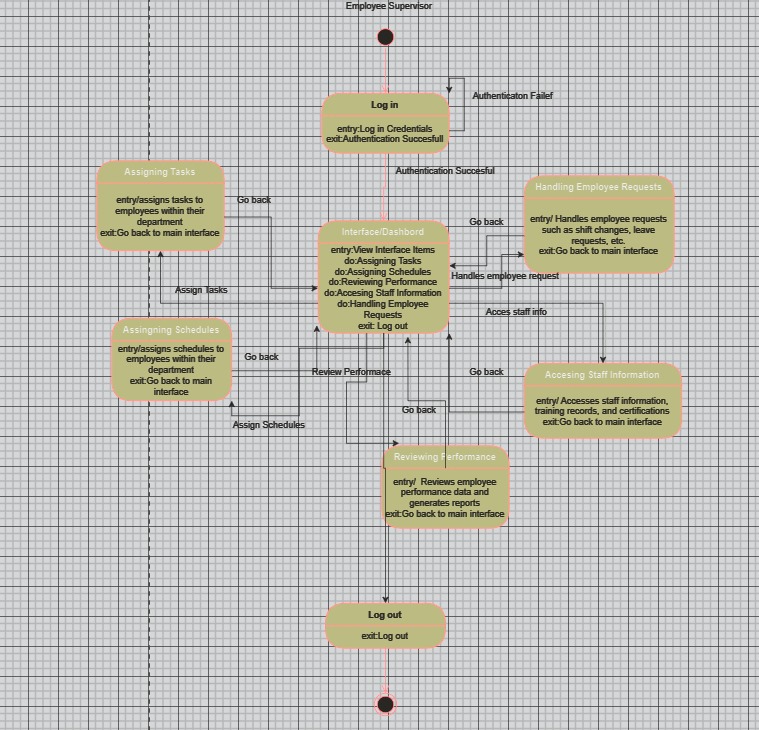 Employee Supervisor
Log in
entry:Log in Credentials
exit:Authentication Succesfull
Authenticaton Failef
Authentication Succesful
Assigning Tasks
entry/assigns tasks to
employees within their
department
exit:Go back to main interface
Go back
Assign Tasks
Interface/Dashbord
entry:View Interface Items
do:Assigning Tasks
do:Assigning Schedules
do:Reviewing Performance
do:Accesing Staff Information
do:Handling Employee
Requests
exit: Log out
Handling Employee Requests
entry/ Handles employee requests
such as shift changes, leave
requests, etc.
exit:Go back to main interface
Go back
Handles employee request
Acces staff info
Assingning Schedules
entry/assigns schedules to
employees within their
department
exit:Go back to main
interface
Go back
Assign Schedules
Review Performace
Go back
Go back
Accesing Staff Information
entry/ Accesses staff information,
training records, and certifications
exit:Go back to main interface
Reviewing Performance
entry/  Reviews employee
performance data and
generates reports
exit:Go back to main interface
Log out
exit:Log out